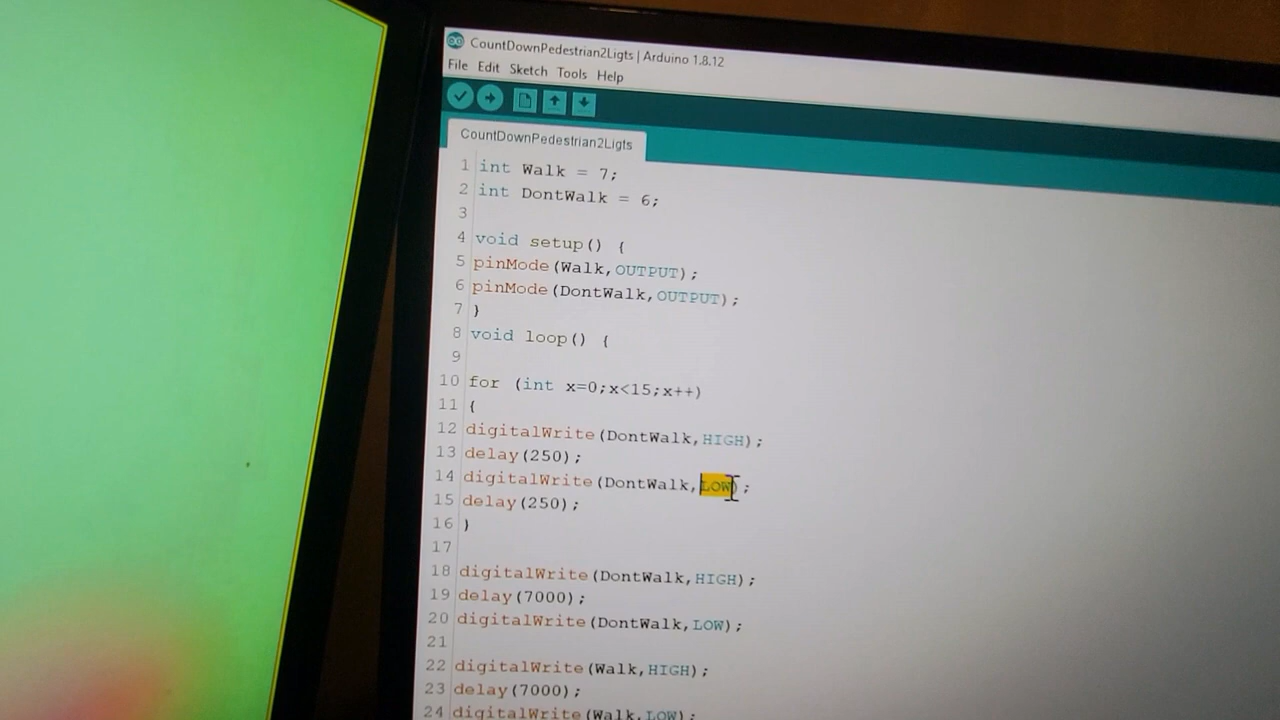 CountDownPedestrian2Ligts | Arduino 1.8.12
File Edit Sketch Tools Help
CountDownPedestrian2Ligts
1 int Walk = 7;
2 int DontWalk = 6;
3
4 void setup() {
5 pinMode(Walk,OUTPUT);
6 pinMode(DontWalk,OUTPUT);
7 }
8 void loop() {
9
10 for (int x=0;x<15;x++)
11 {
12 digitalWrite(DontWalk,HIGH);
13 delay(250);
14 digitalWrite(DontWalk,LOW);
15 delay(250);
16 }
17
18 digitalWrite(DontWalk,HIGH);
19 delay(7000);
20 digitalWrite(DontWalk,LOW);
21
22 digitalWrite(Walk,HIGH);
23 delay(7000);
24 digitalWrite(Walk,LOW);